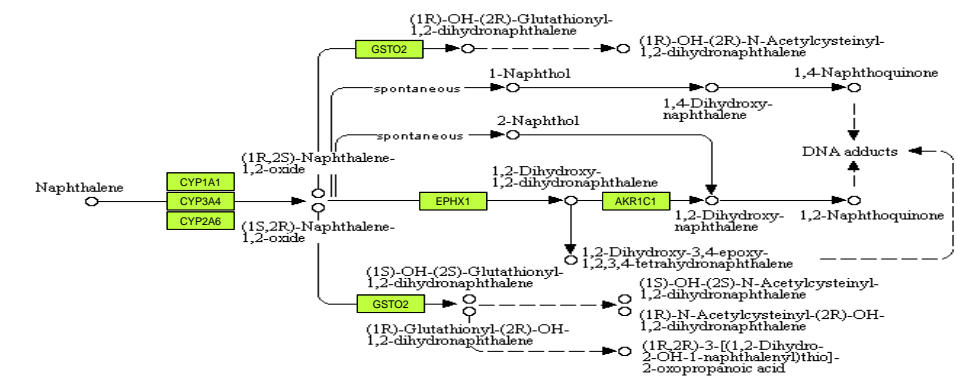 (1R)-OH-(2R)-Glutathionyl-
1,2-dihydronaphthalene
GSTO2
(1R)-OH-(2R)-N-Acetylcysteinyl-
1,2-dihydronaphthalene
1-Naphthol
spontaneous
1,4-Naphthoquinone
1,4-Dihydroxy-
naphthalene
2-Naphthol
spontaneous
DNA adducts
(1R,2S)-Naphthalene-
1,2-oxide
Naphthalene
CYP1A1
CYP3A4
CYP2A6
1,2-Dihydroxy-
1,2-dihydronaphthalene
EPHX1
AKR1C1
(1S,2R)-Naphthalene-
1,2-oxide
1,2-Dihydroxy-
naphthalene
1,2-Naphthoquinone
1,2-Dihydroxy-3,4-epoxy-
1,2,3,4-tetrahydronaphthalene
(1S)-OH-(2S)-Glutathionyl-
1,2-dihydronaphthalene
GSTO2
(1S)-OH-(2S)-N-Acetylcysteinyl-
1,2-dihydronaphthalene
(1R)-N-Acetylcysteinyl-(2R)-OH-
1,2-dihydronaphthalene
(1R)-Glutathionyl-(2R)-OH-
1,2-dihydronaphthalene
(1R,2R)-3-[(1,2-Dihydro-
2-OH-1-naphthalenyl)thio]-
2-oxopropanoic acid